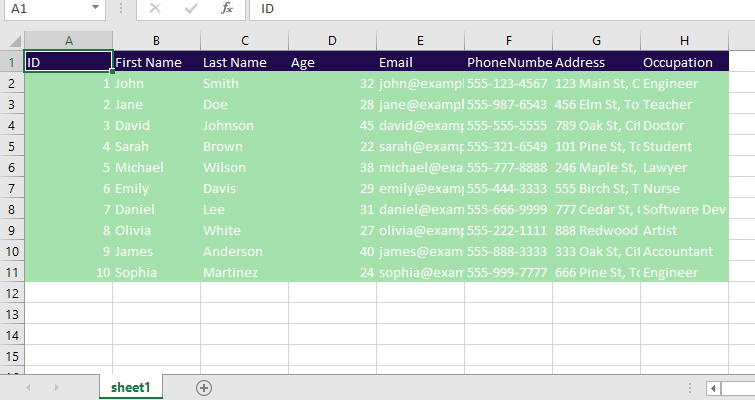 A1 fx ID
A B C D E F G H
1 ID First Name Last Name Age Email PhoneNumbe Address Occupation
2 1 John Smith 32 john@exampl 555-123-4567 123 Main St, C Engineer
3 2 Jane Doe 28 jane@exampl 555-987-6543 456 Elm St, To Teacher
4 3 David Johnson 45 david@examp 555-555-5555 789 Oak St, Cit Doctor
5 4 Sarah Brown 22 sarah@examp 555-321-6549 101 Pine St, To Student
6 5 Michael Wilson 38 michael@exa 555-777-8888 246 Maple St, Lawyer
7 6 Emily Davis 29 emily@examp 555-444-3333 555 Birch St, T Nurse
8 7 Daniel Lee 31 daniel@exam 555-666-9999 777 Cedar St, Software Dev
9 8 Olivia White 27 olivia@examp 555-222-1111 888 Redwood Artist
10 9 James Anderson 40 james@exam 555-888-3333 333 Oak St, Cit Accountant
11 10 Sophia Martinez 24 sophia@exam 555-999-7777 666 Pine St, To Engineer
12
13
14
15
sheet1